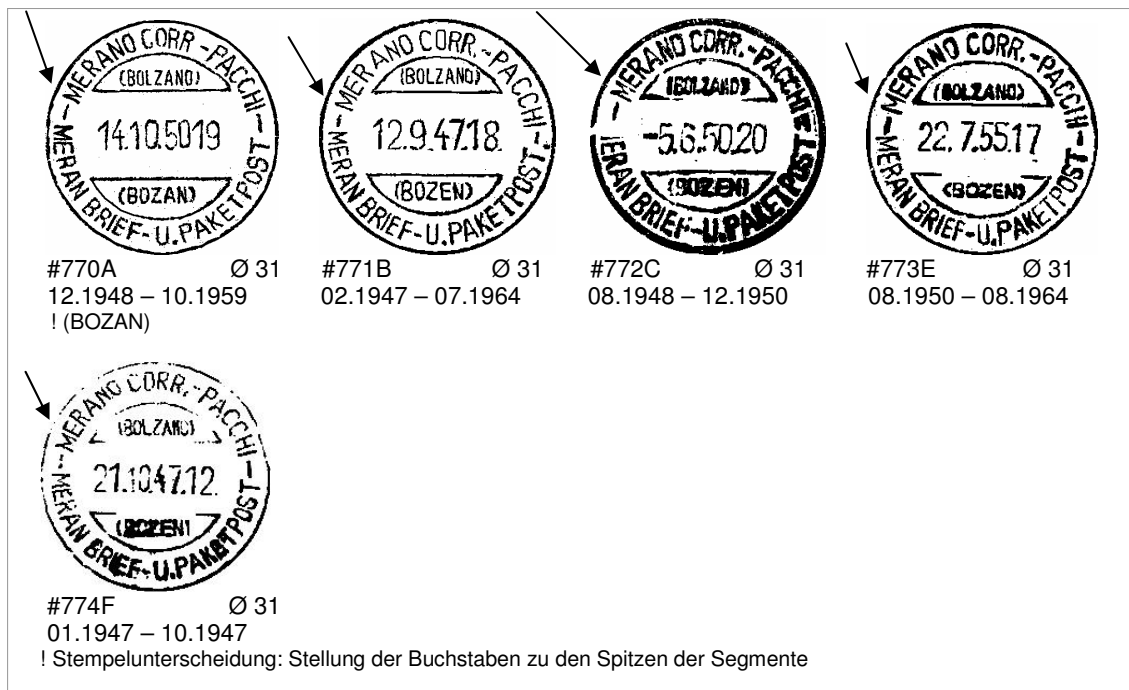 MERANO CORR.-PACCHI
(BOLZANO)
14.10.5019
(BOZAN)
MERAN BRIEF-U.PAKETPOST
#770A Ø 31
12.1948 – 10.1959
! (BOZAN)
MERANO CORR.-PACCHI
(BOLZANO)
12.9.47.18.
(BOZEN)
MERAN BRIEF-U.PAKETPOST.
#771B Ø 31
02.1947 – 07.1964
MERANO CORR.-PACCHI
(BOLZANO)
-5.6.50.20
(BOZEN)
ERAN BRIEF-U.PAKETPOST
#772C Ø 31
08.1948 – 12.1950
MERANO CORR.-PACCHI
(BOLZANO)
22.7.55.17
(BOZEN)
MERAN BRIEF-U.PAKETPOST
#773E Ø 31
08.1950 – 08.1964
MERANO CORR.-PACCHI
(BOLZANO)
21.10.47.12.
(BOZEN)
MERAN BRIEF-U.PAKETPOST
#774F Ø 31
01.1947 – 10.1947
! Stempelunterscheidung: Stellung der Buchstaben zu den Spitzen der Segmente